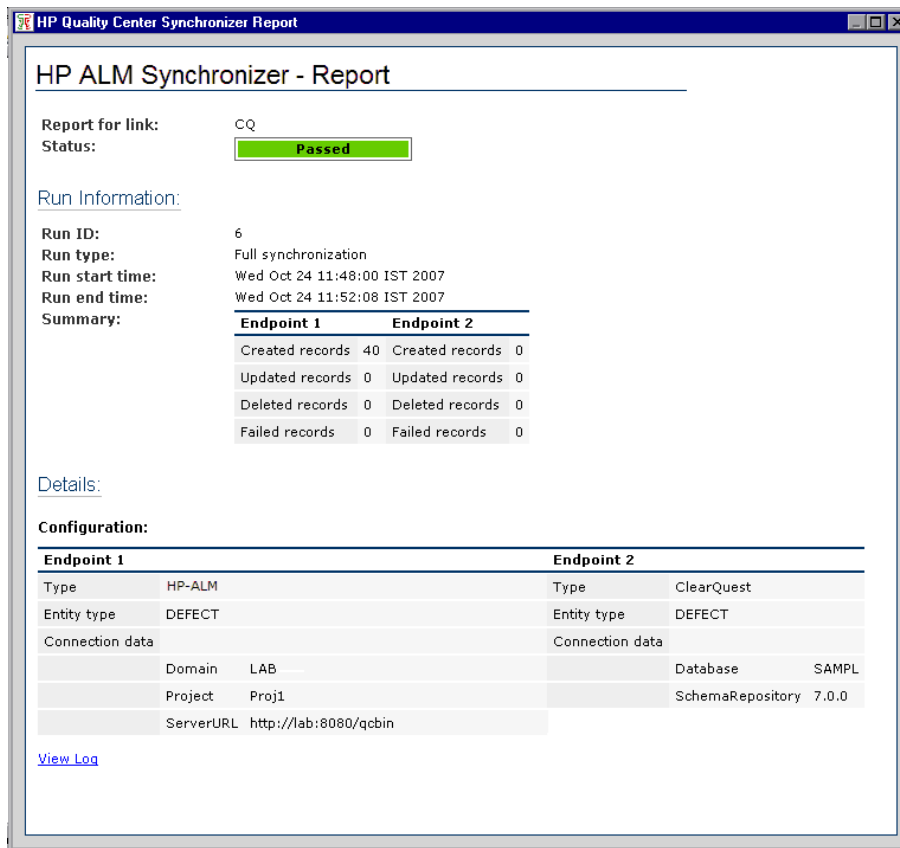 HP Quality Center Synchronizer Report
HP ALM Synchronizer - Report
Report for link: CQ
Status: Passed
Run Information:
Run ID: 6
Run type: Full synchronization
Run start time: Wed Oct 24 11:48:00 IST 2007
Run end time: Wed Oct 24 11:52:08 IST 2007
Summary:
Endpoint 1 Endpoint 2
Created records 40 Created records 0
Updated records 0 Updated records 0
Deleted records 0 Deleted records 0
Failed records 0 Failed records 0
Details:
Configuration:
Endpoint 1 Endpoint 2
Type HP-ALM Type ClearQuest
Entity type DEFECT Entity type DEFECT
Connection data Connection data
Domain LAB Database SAMPL
Project Proj1 SchemaRepository 7.0.0
ServerURL http://lab:8080/qcbin
View Log